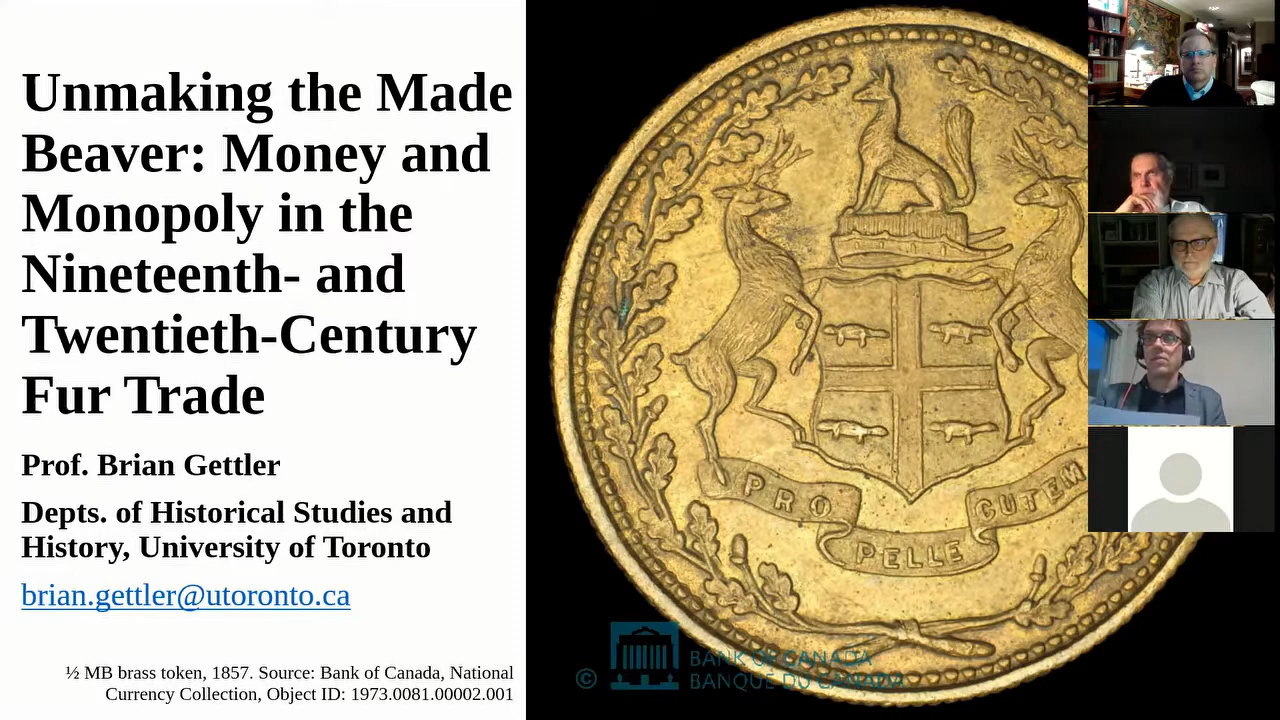 Unmaking the Made
Beaver: Money and
Monopoly in the
Nineteenth- and
Twentieth-Century
Fur Trade
Prof. Brian Gettler
Depts. of Historical Studies and
History, University of Toronto
brian.gettler@utoronto.ca
½ MB brass token, 1857. Source: Bank of Canada, National
Currency Collection, Object ID: 1973.0081.00002.001
PRO
PELLE
CUTEM
© BANK OF CANADA
BANQUE DU CANADA